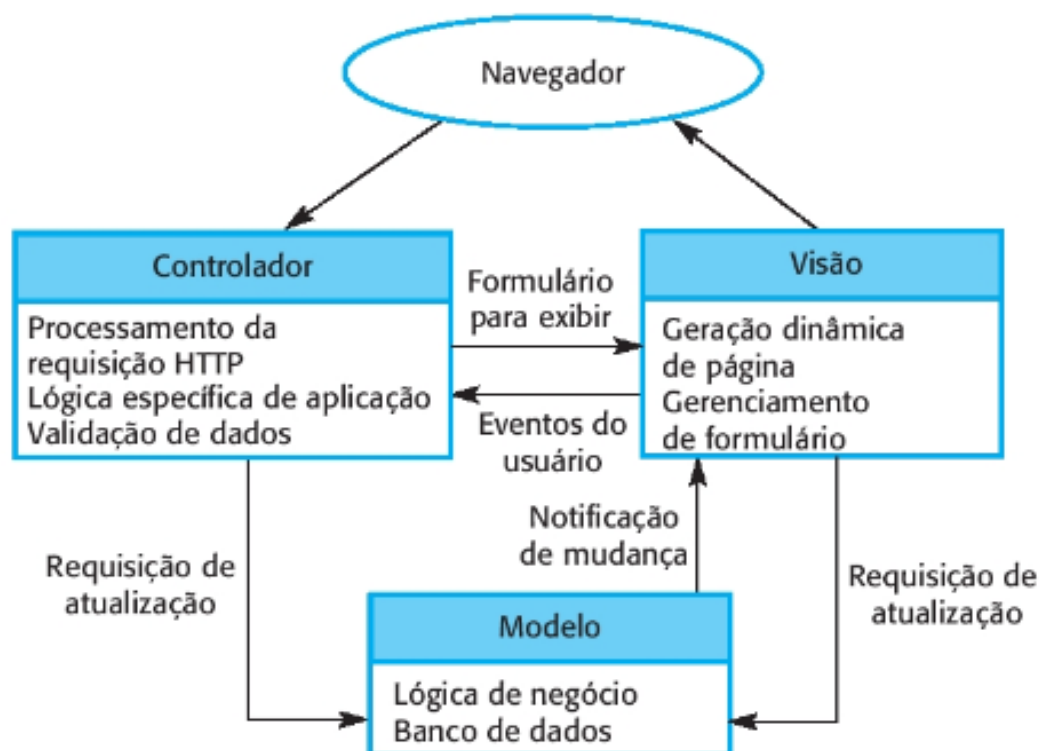 Navegador
Controlador
Processamento da
requisição HTTP
Lógica específica de aplicação
Validação de dados
Formulário
para exibir
Eventos do
usuário
Visão
Geração dinâmica
de página
Gerenciamento
de formulário
Requisição de
atualização
Notificação
de mudança
Requisição de
atualização
Modelo
Lógica de negócio
Banco de dados